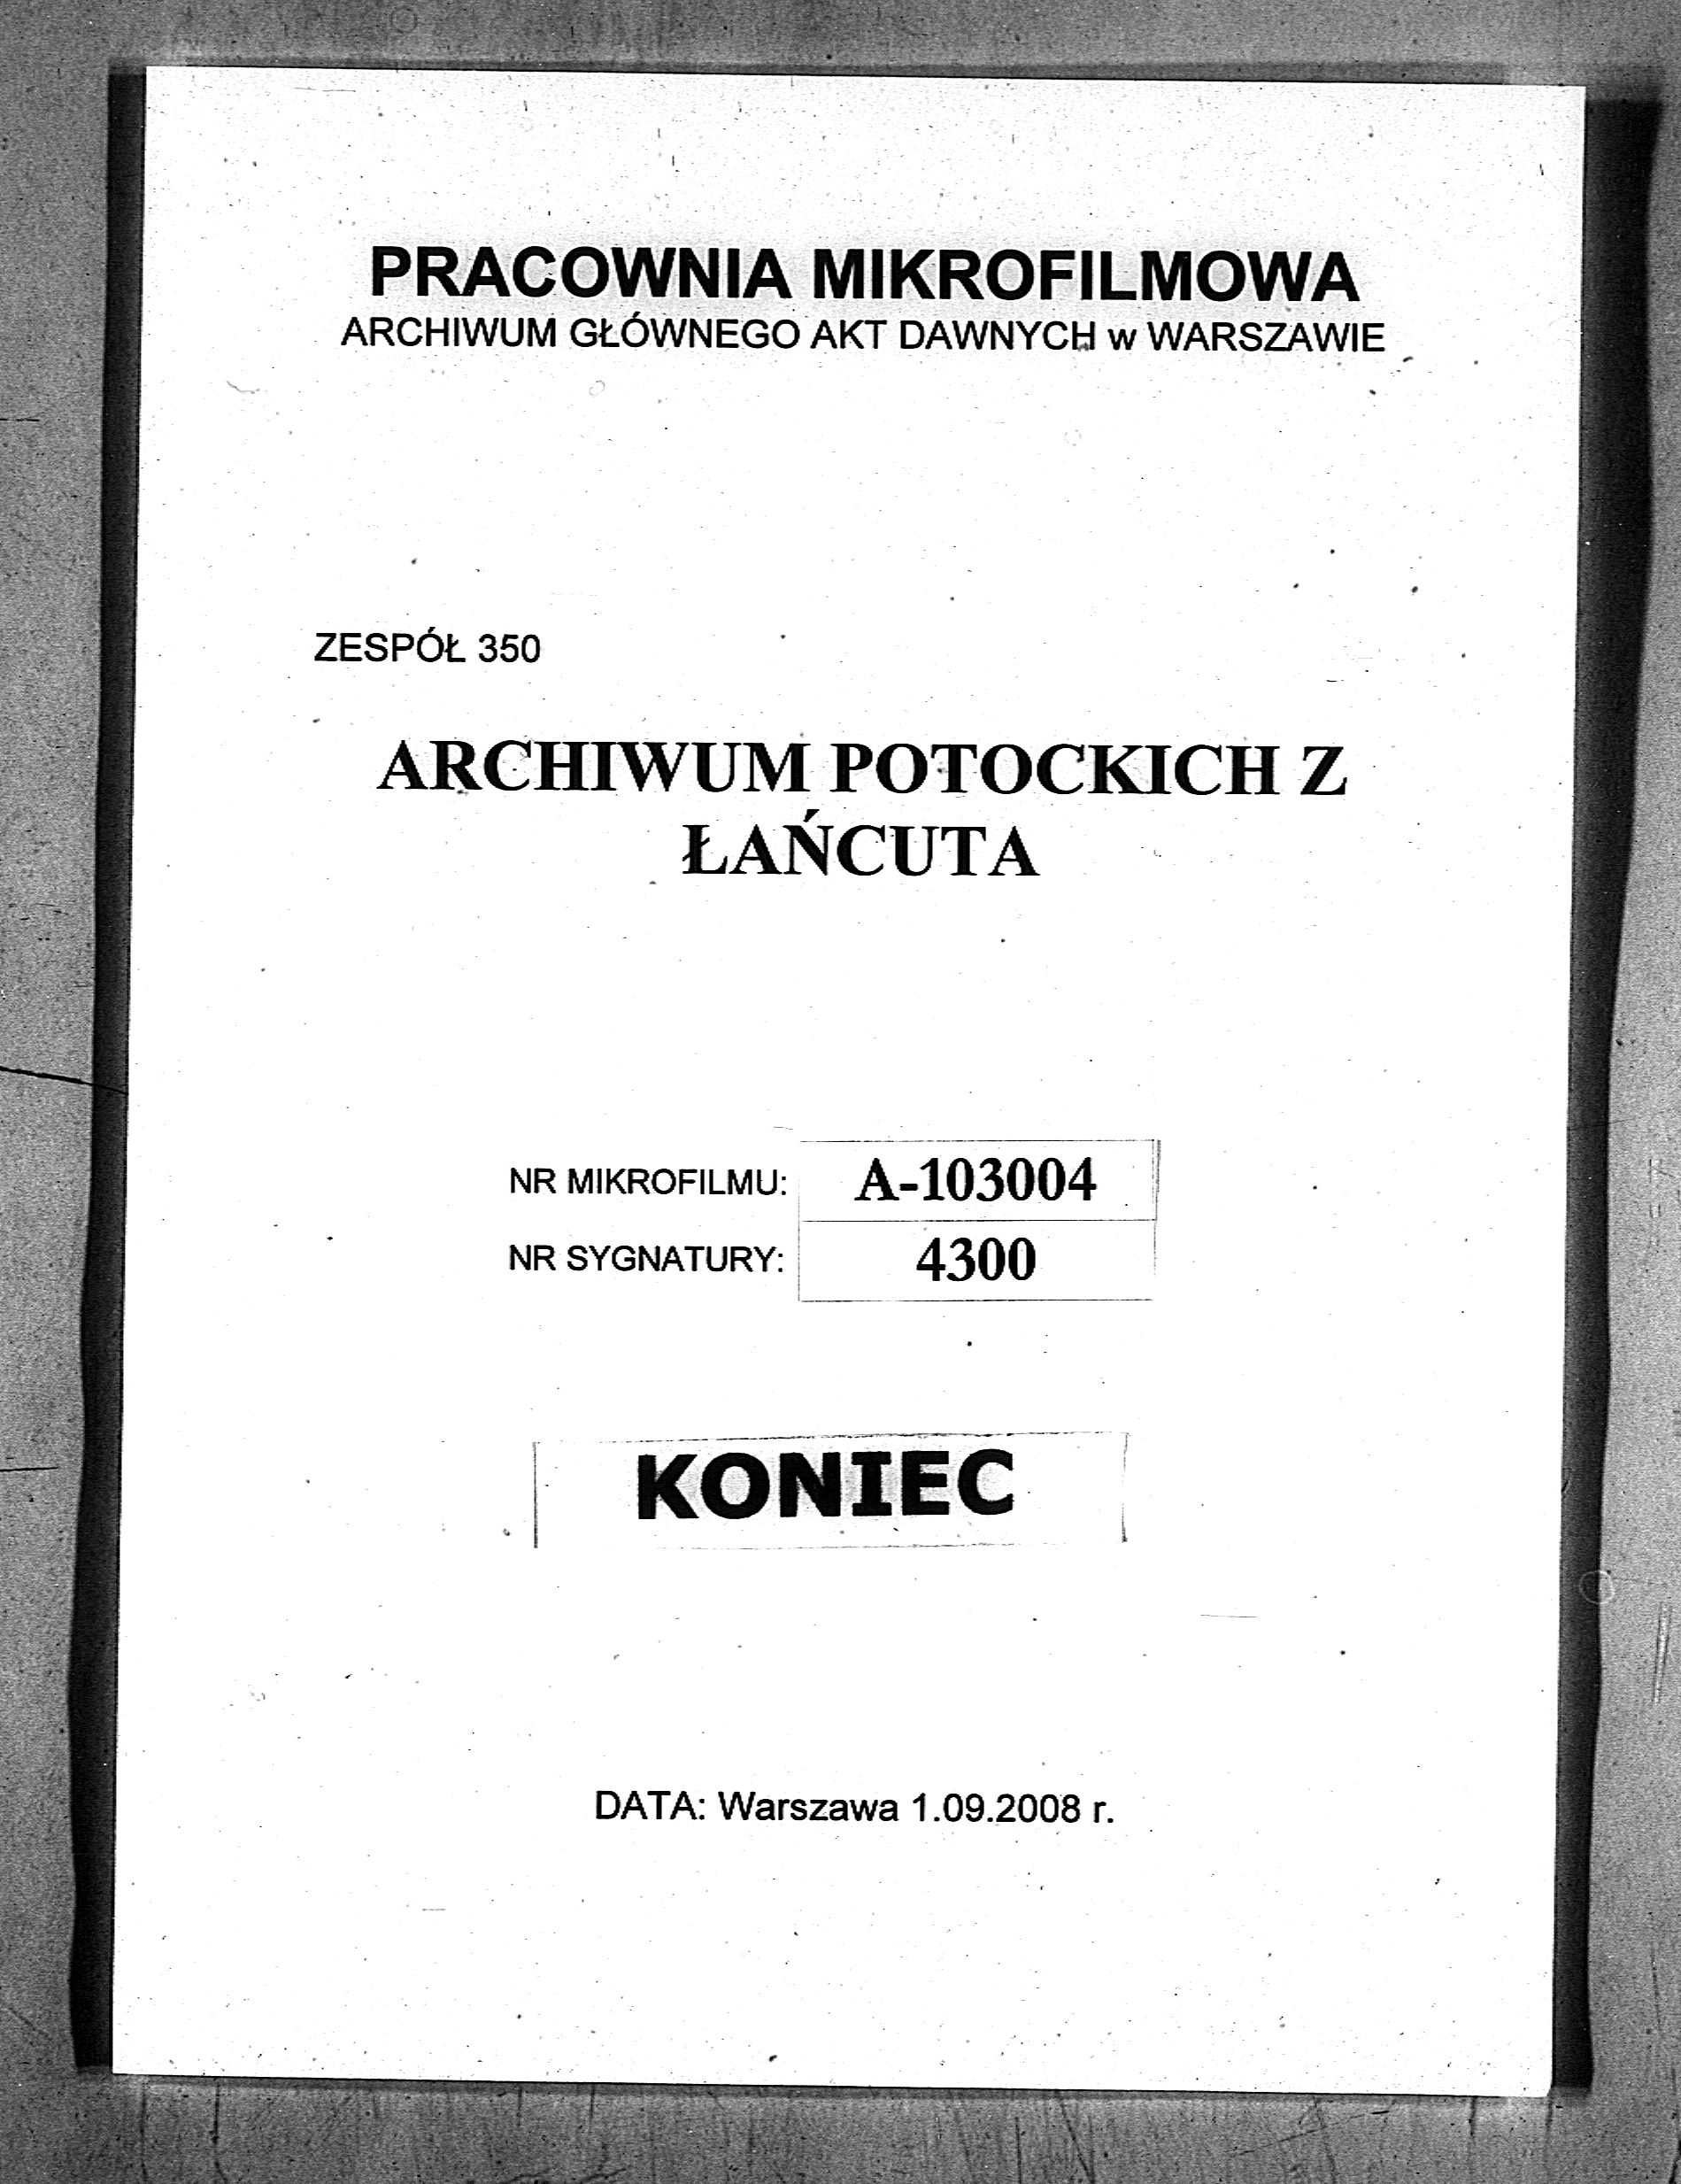 PRACOWNIA MIKROFILMOWA
ARCHIWUM GŁÓWNEGO AKT DAWNYCH w WARSZAWIE
ZESPÓŁ 350
ARCHIWUM POTOCKICH Z
ŁAŃCUTA
NR MIKROFILMU: A-103004
NR SYGNATURY: 4300
KONIEC
DATA: Warszawa 1.09.2008 r.